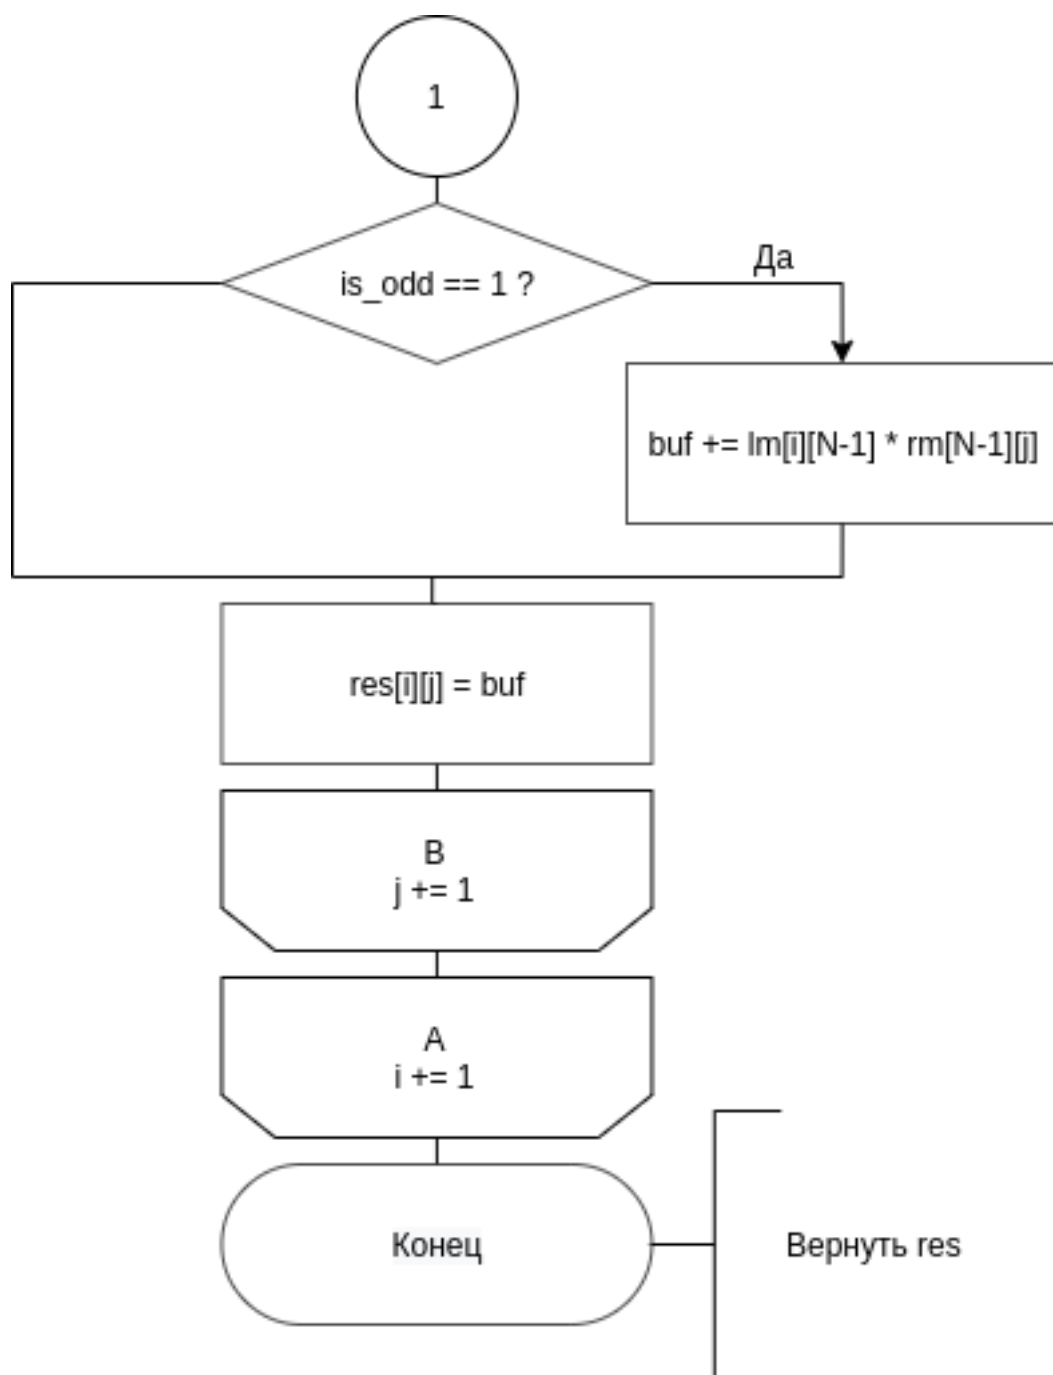 1
is_odd == 1 ?
Да
buf += lm[i][N-1] * rm[N-1][j]
res[i][j] = buf
B
j += 1
A
i += 1
Конец
Вернуть res